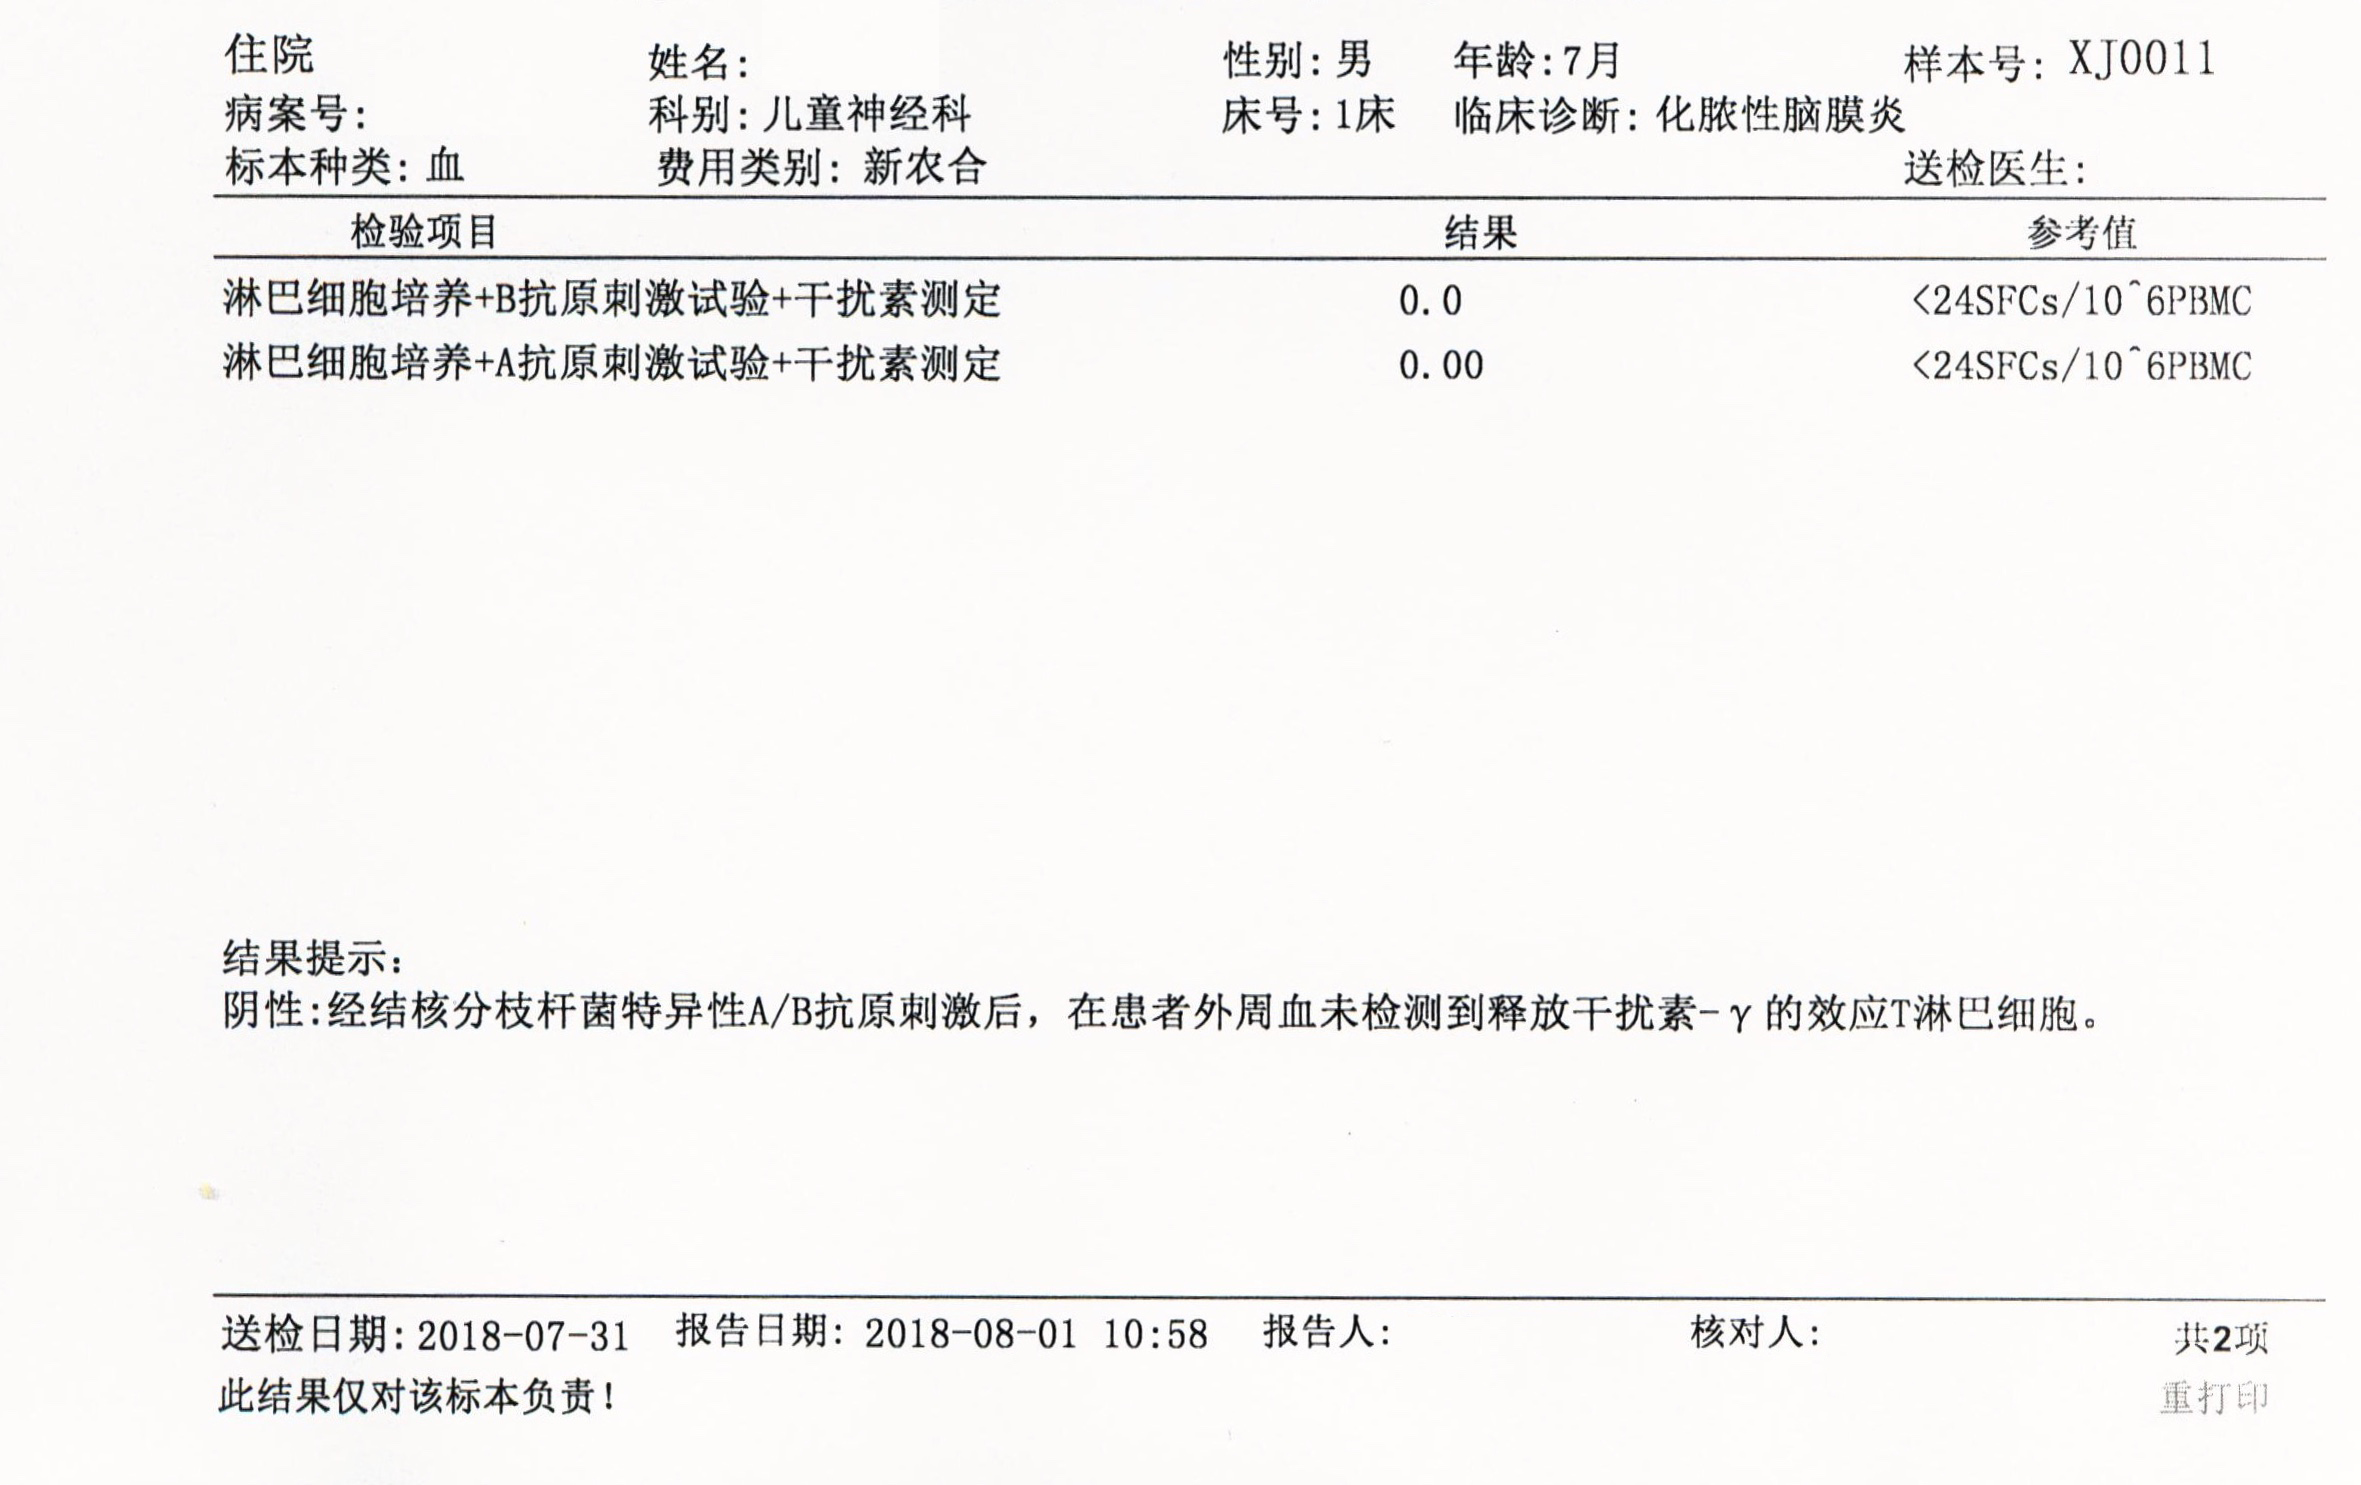 住院 姓名: 性别: 男 年龄:7月 样本号: XJ0011
病案号: 科别: 儿童神经科 床号: 1床 临床诊断: 化脓性脑膜炎
标本种类: 血 费用类别: 新农合 送检医生:
检验项目 结果 参考值
淋巴细胞培养+B抗原刺激试验+干扰素测定 0.0 <24SFCs/10^6PBMC
淋巴细胞培养+A抗原刺激试验+干扰素测定 0.00 <24SFCs/10^6PBMC
结果提示:
阴性:经结核分枝杆菌特异性A/B抗原刺激后，在患者外周血未检测到释放干扰素-γ的效应T淋巴细胞。
送检日期: 2018-07-31 报告日期: 2018-08-01 10:58 报告人: 核对人: 共2项
此结果仅对该标本负责! 重打印